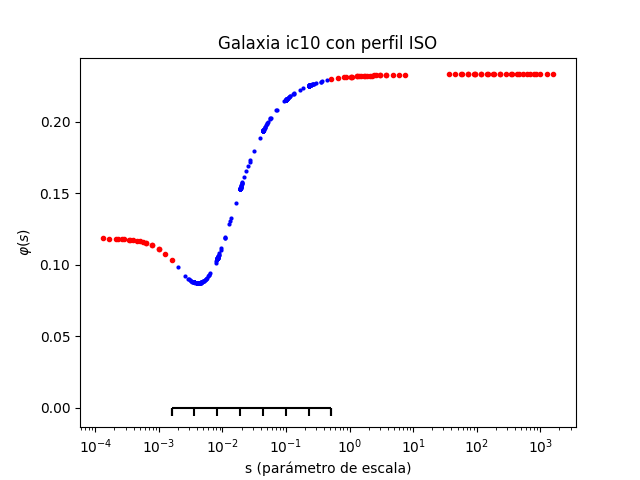 Galaxia ic10 con perfil ISO
φ(s)
0.20
0.15
0.10
0.05
0.00
10⁻⁴ 10⁻³ 10⁻² 10⁻¹ 10⁰ 10¹ 10² 10³
s (parámetro de escala)